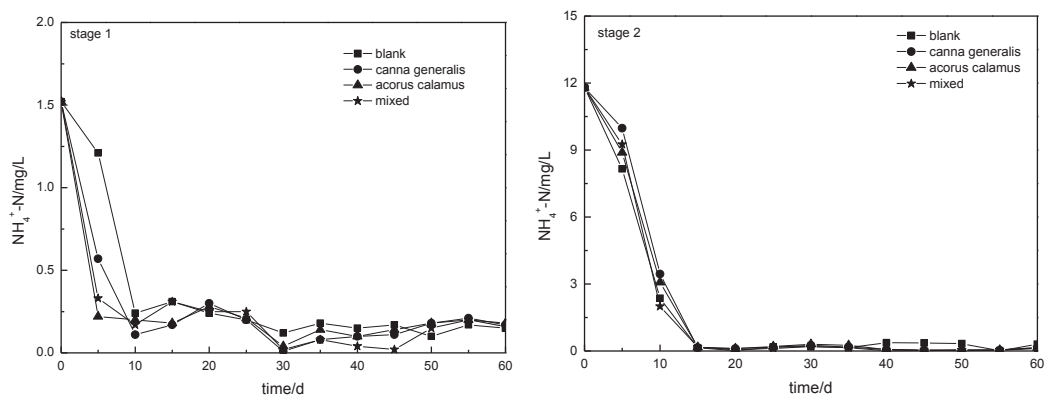 stage 1
blank
canna generalis
acorus calamus
mixed
2.0
1.5
1.0
0.5
0.0
NH₄⁺-N/mg/L
0 10 20 30 40 50 60
time/d
stage 2
blank
canna generalis
acorus calamus
mixed
15
12
9
6
3
0
NH₄⁺-N/mg/L
0 10 20 30 40 50 60
time/d